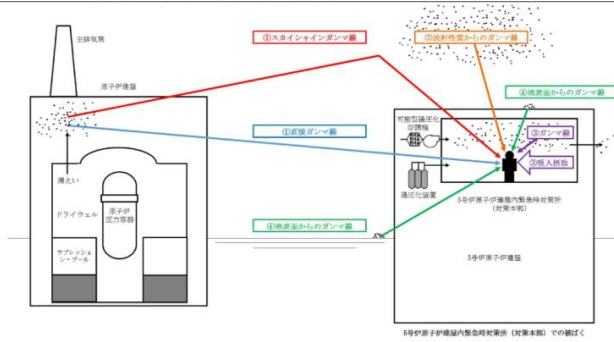 主排気筒
原子炉建屋
漏えい
ドライウェル
原子炉
圧力容器
サプレッショ
ン・プール
①スカイシャインガンマ線
①直接ガンマ線
④地表面からのガンマ線
②放射性雲からのガンマ線
④地表面からのガンマ線
可搬型陽圧化
空調機
③ガンマ線
③吸入摂取
陽圧化装置
5号炉原子炉建屋内緊急時対策所
(対策本部)
5号炉原子炉建屋
5号炉原子炉建屋内緊急時対策所(対策本部)での被ばく